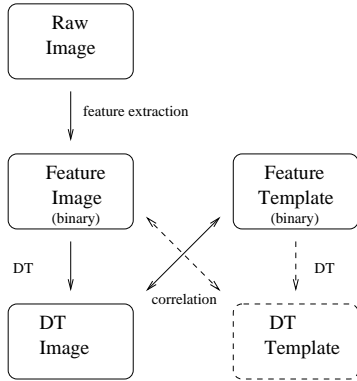 Raw
Image
feature extraction
Feature
Image
(binary)
Feature
Template
(binary)
DT
DT
correlation
DT
Image
DT
Template